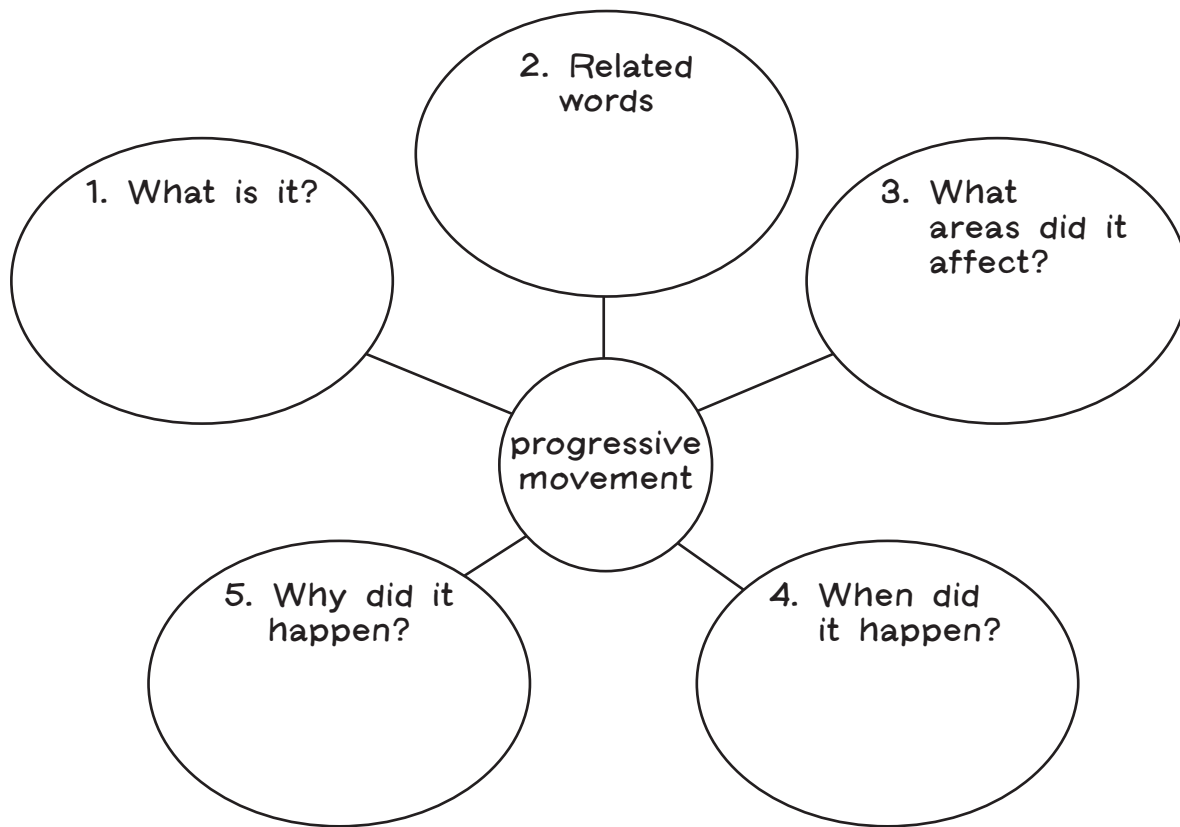 1. What is it?
2. Related
words
3. What
areas did it
affect?
progressive
movement
4. When did
it happen?
5. Why did it
happen?